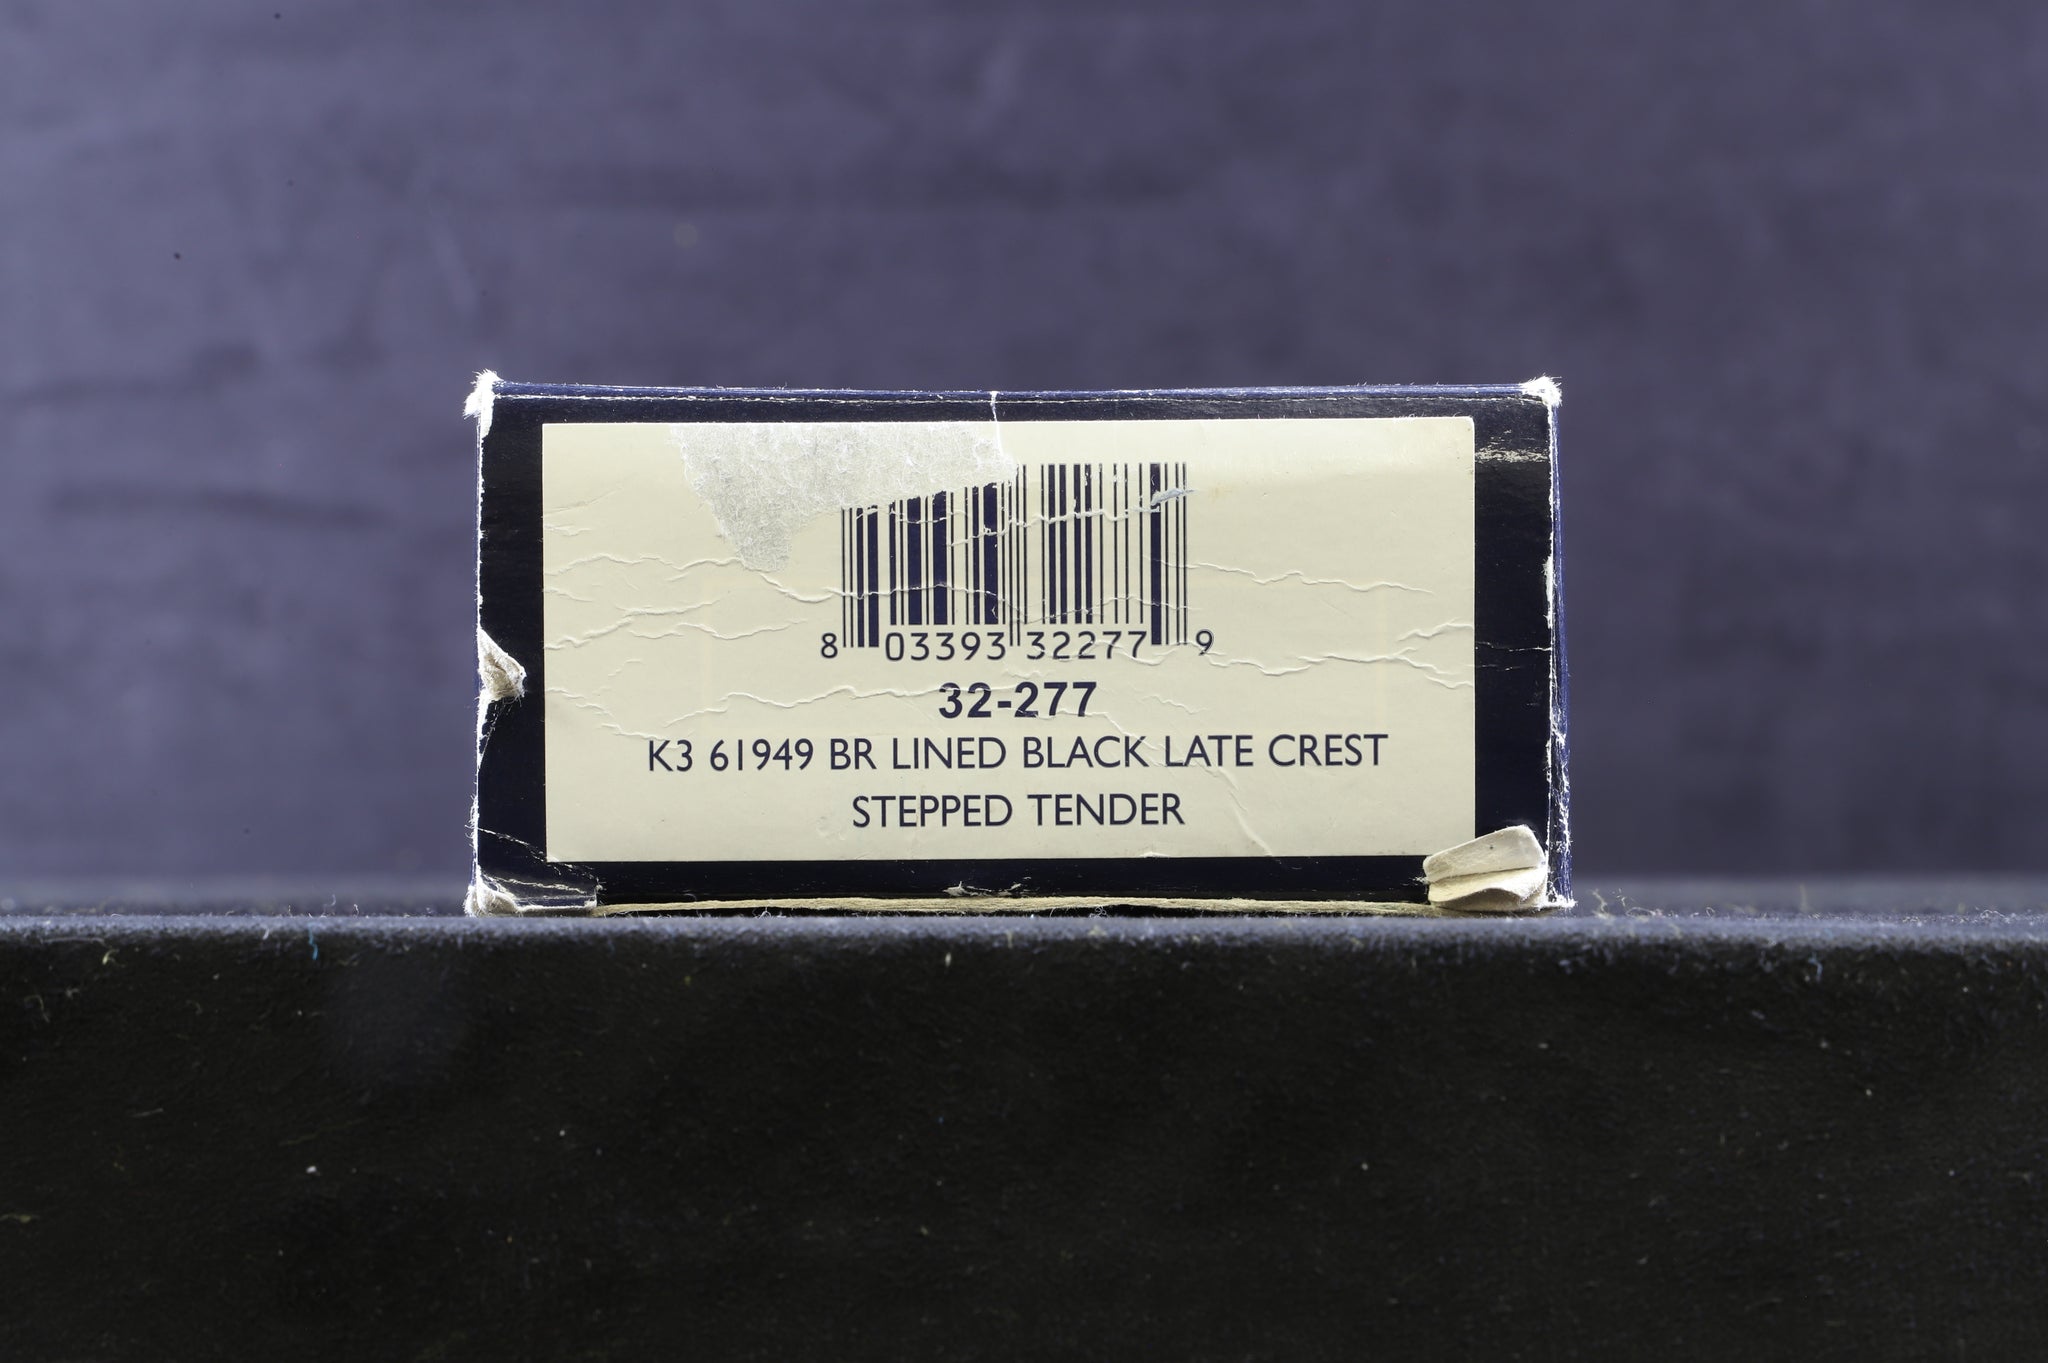 8 03393 32277 9
32-277
K3 61949 BR LINED BLACK LATE CREST
STEPPED TENDER